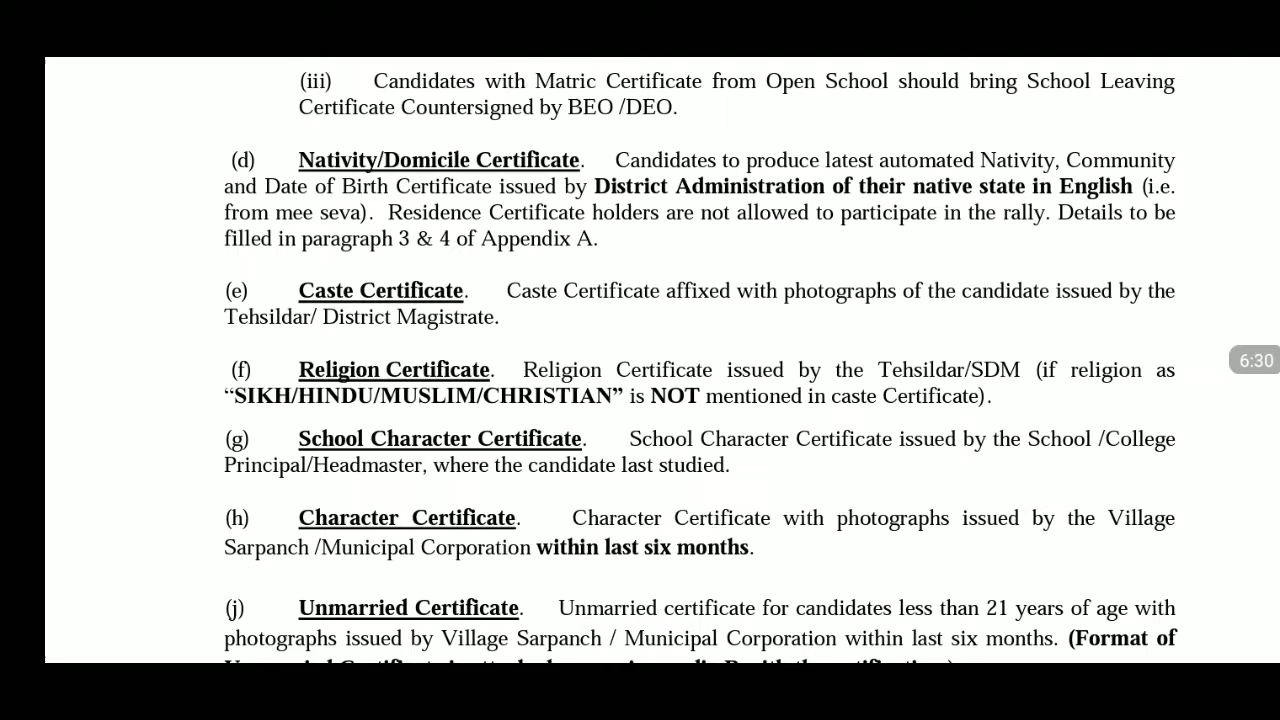 (iii) Candidates with Matric Certificate from Open School should bring School Leaving
Certificate Countersigned by BEO /DEO.
(d) Nativity/Domicile Certificate. Candidates to produce latest automated Nativity, Community
and Date of Birth Certificate issued by District Administration of their native state in English (i.e.
from mee seva). Residence Certificate holders are not allowed to participate in the rally. Details to be
filled in paragraph 3 & 4 of Appendix A.
(e) Caste Certificate. Caste Certificate affixed with photographs of the candidate issued by the
Tehsildar/ District Magistrate.
(f) Religion Certificate. Religion Certificate issued by the Tehsildar/SDM (if religion as
“SIKH/HINDU/MUSLIM/CHRISTIAN” is NOT mentioned in caste Certificate).
6:30
(g) School Character Certificate. School Character Certificate issued by the School /College
Principal/Headmaster, where the candidate last studied.
(h) Character Certificate. Character Certificate with photographs issued by the Village
Sarpanch /Municipal Corporation within last six months.
(j) Unmarried Certificate. Unmarried certificate for candidates less than 21 years of age with
photographs issued by Village Sarpanch / Municipal Corporation within last six months. (Format of